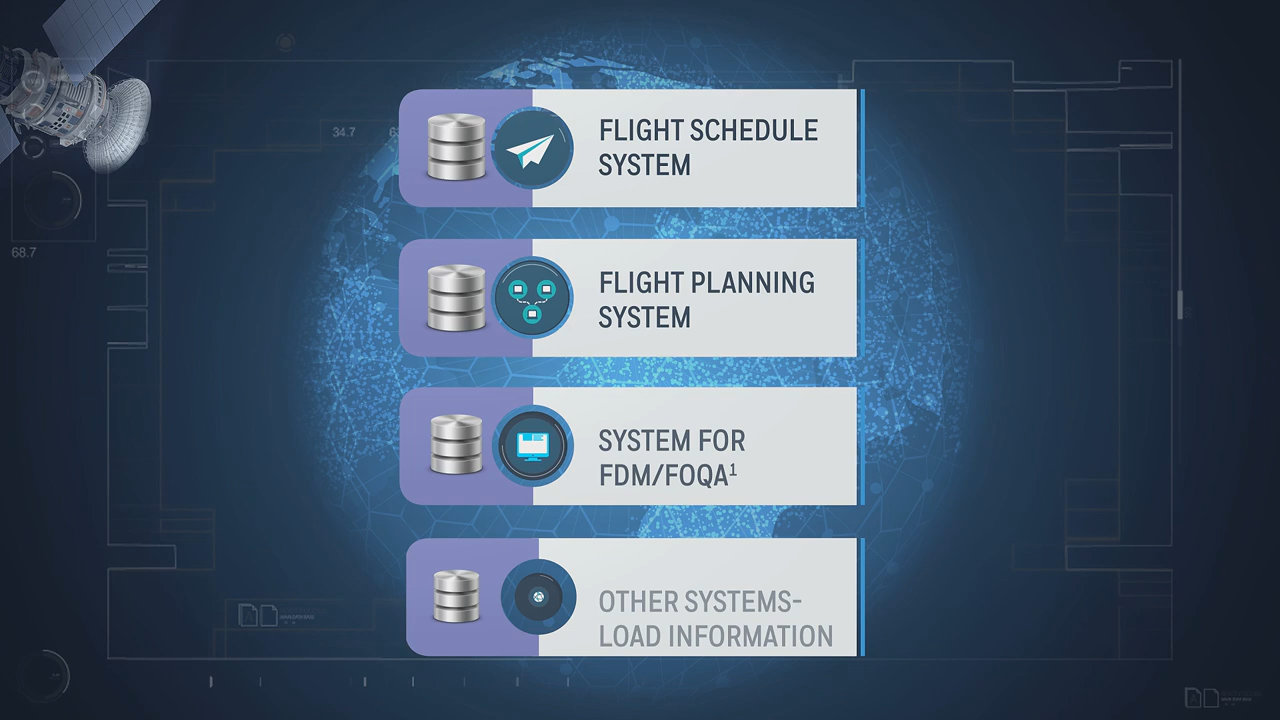 34.7
68.7
FLIGHT SCHEDULE
SYSTEM
FLIGHT PLANNING
SYSTEM
SYSTEM FOR
FDM/FOQA¹
OTHER SYSTEMS-
LOAD INFORMATION